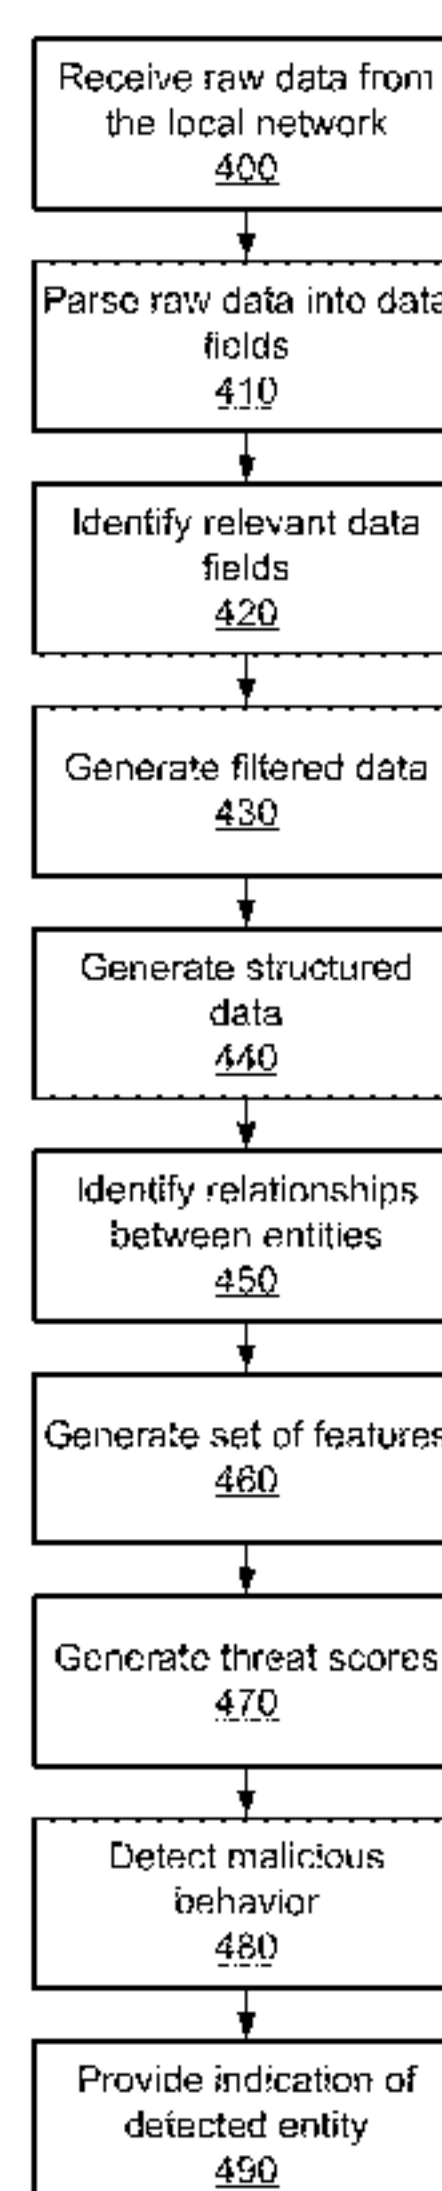 Receive raw data from
the local network
400
Parse raw data into data
fields
410
Identify relevant data
fields
420
Generate filtered data
430
Generate structured
data
440
Identify relationships
between entities
450
Generate set of features
460
Generate threat scores
470
Detect malicious
behavior
480
Provide indication of
detected entity
490